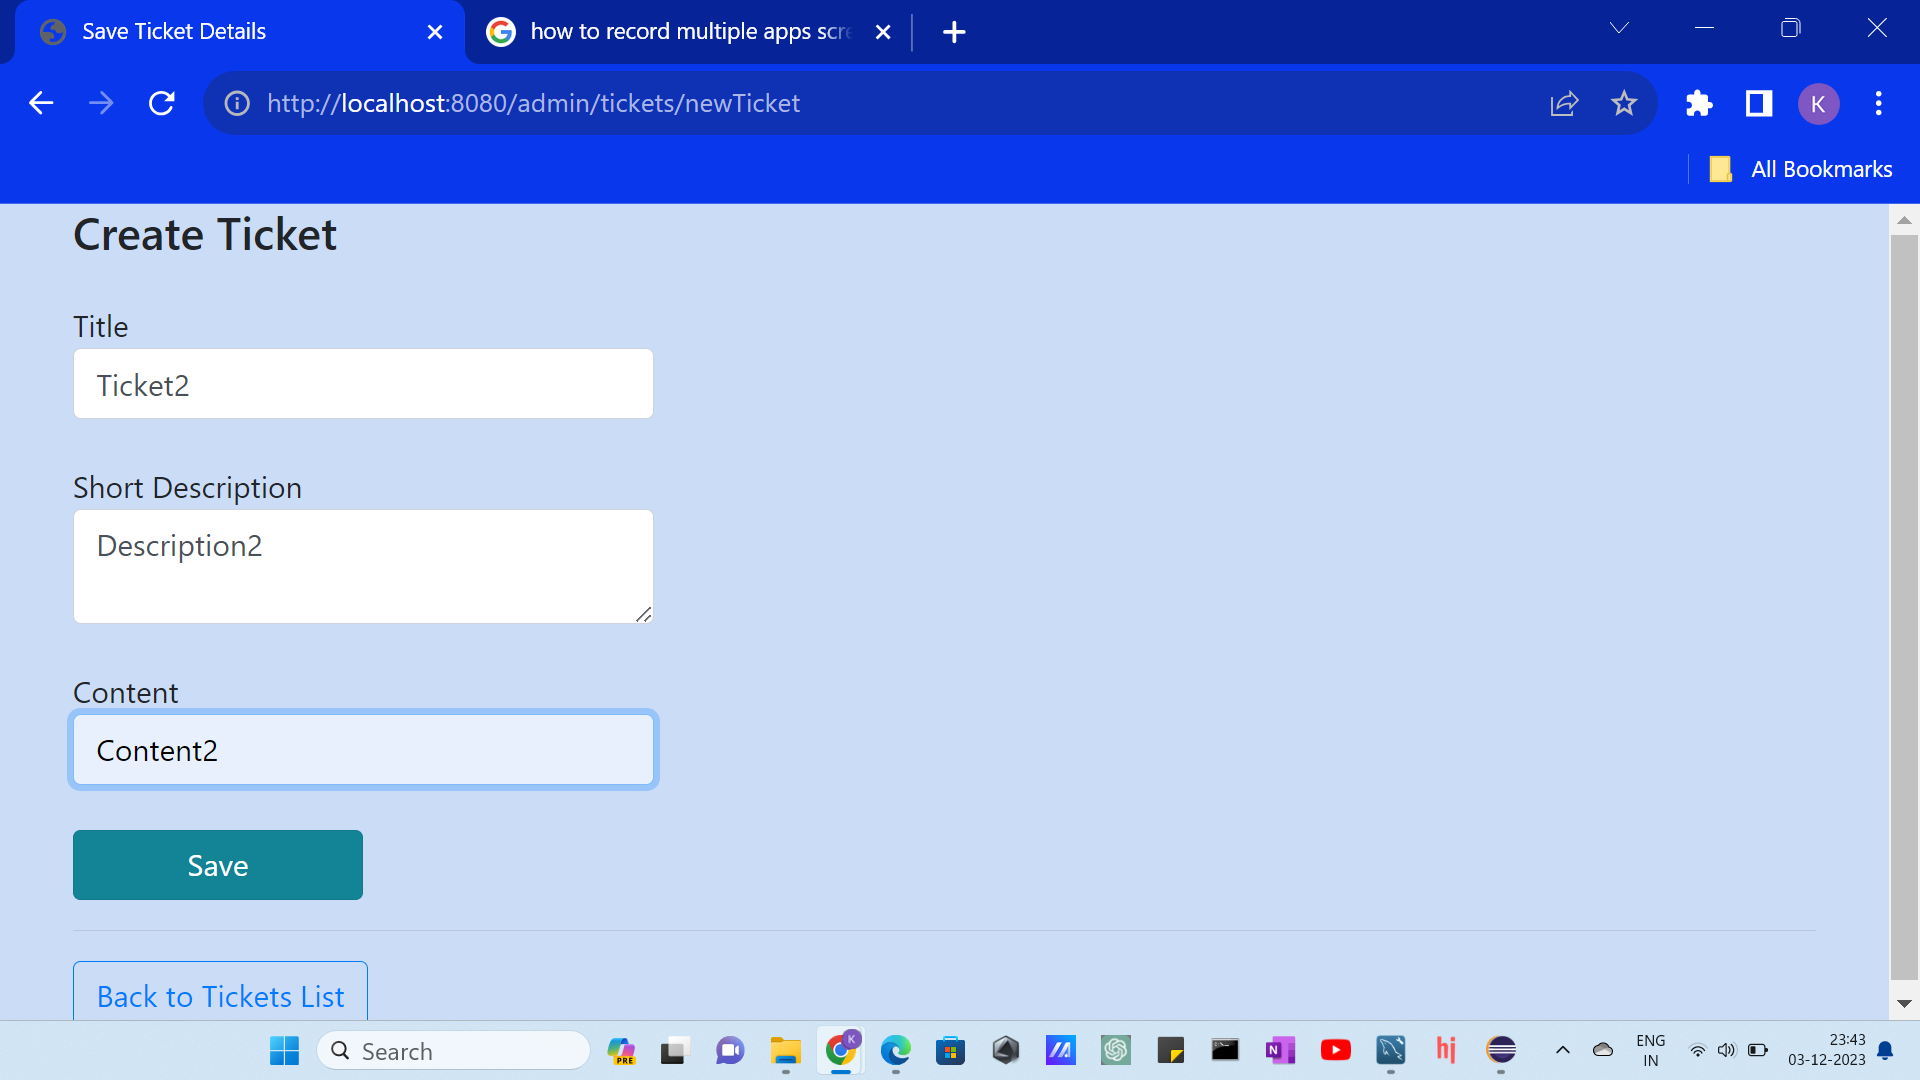 Save Ticket Details
how to record multiple apps scre
http://localhost:8080/admin/tickets/newTicket
K
All Bookmarks
Create Ticket
Title
Ticket2
Short Description
Description2
Content
Content2
Save
Back to Tickets List
Search
PRE
K
N
hj
ENG
IN
23:43
03-12-2023